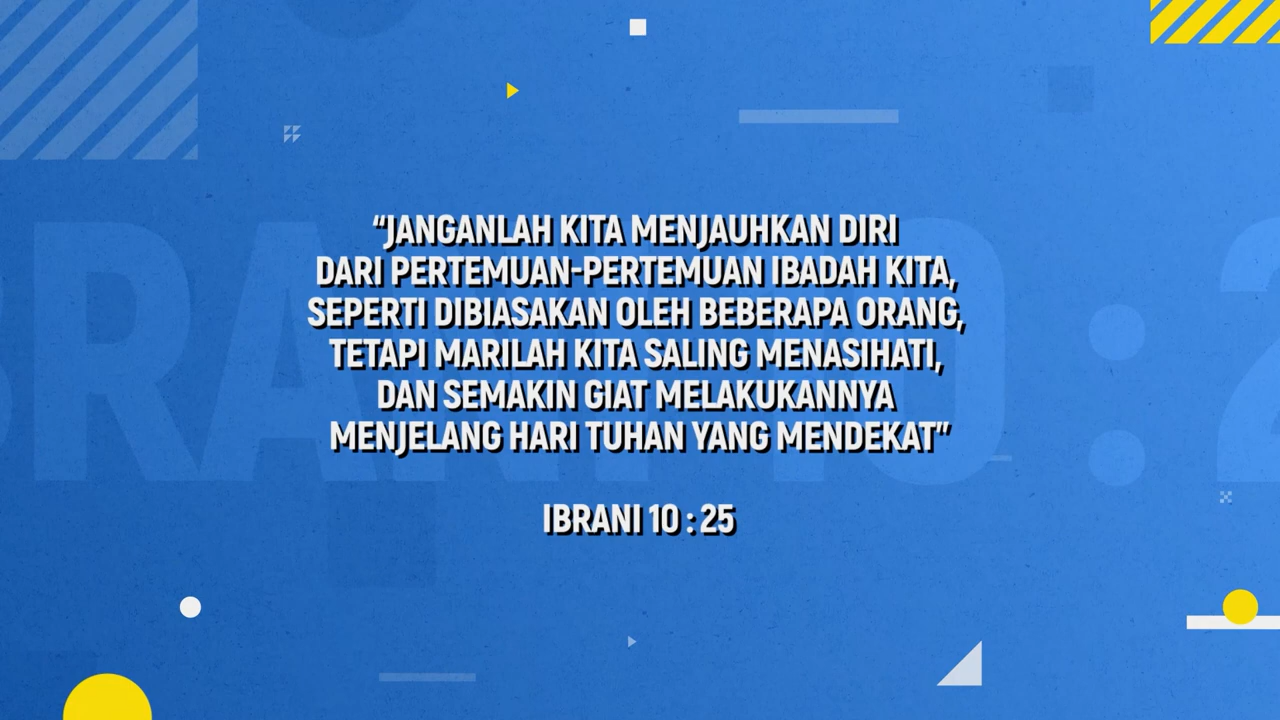 “JANGANLAH KITA MENJAUHKAN DIRI
DARI PERTEMUAN-PERTEMUAN IBADAH KITA,
SEPERTI DIBIASAKAN OLEH BEBERAPA ORANG,
TETAPI MARILAH KITA SALING MENASIHATI,
DAN SEMAKIN GIAT MELAKUKANNYA
MENJELANG HARI TUHAN YANG MENDEKAT”
IBRANI 10 : 25